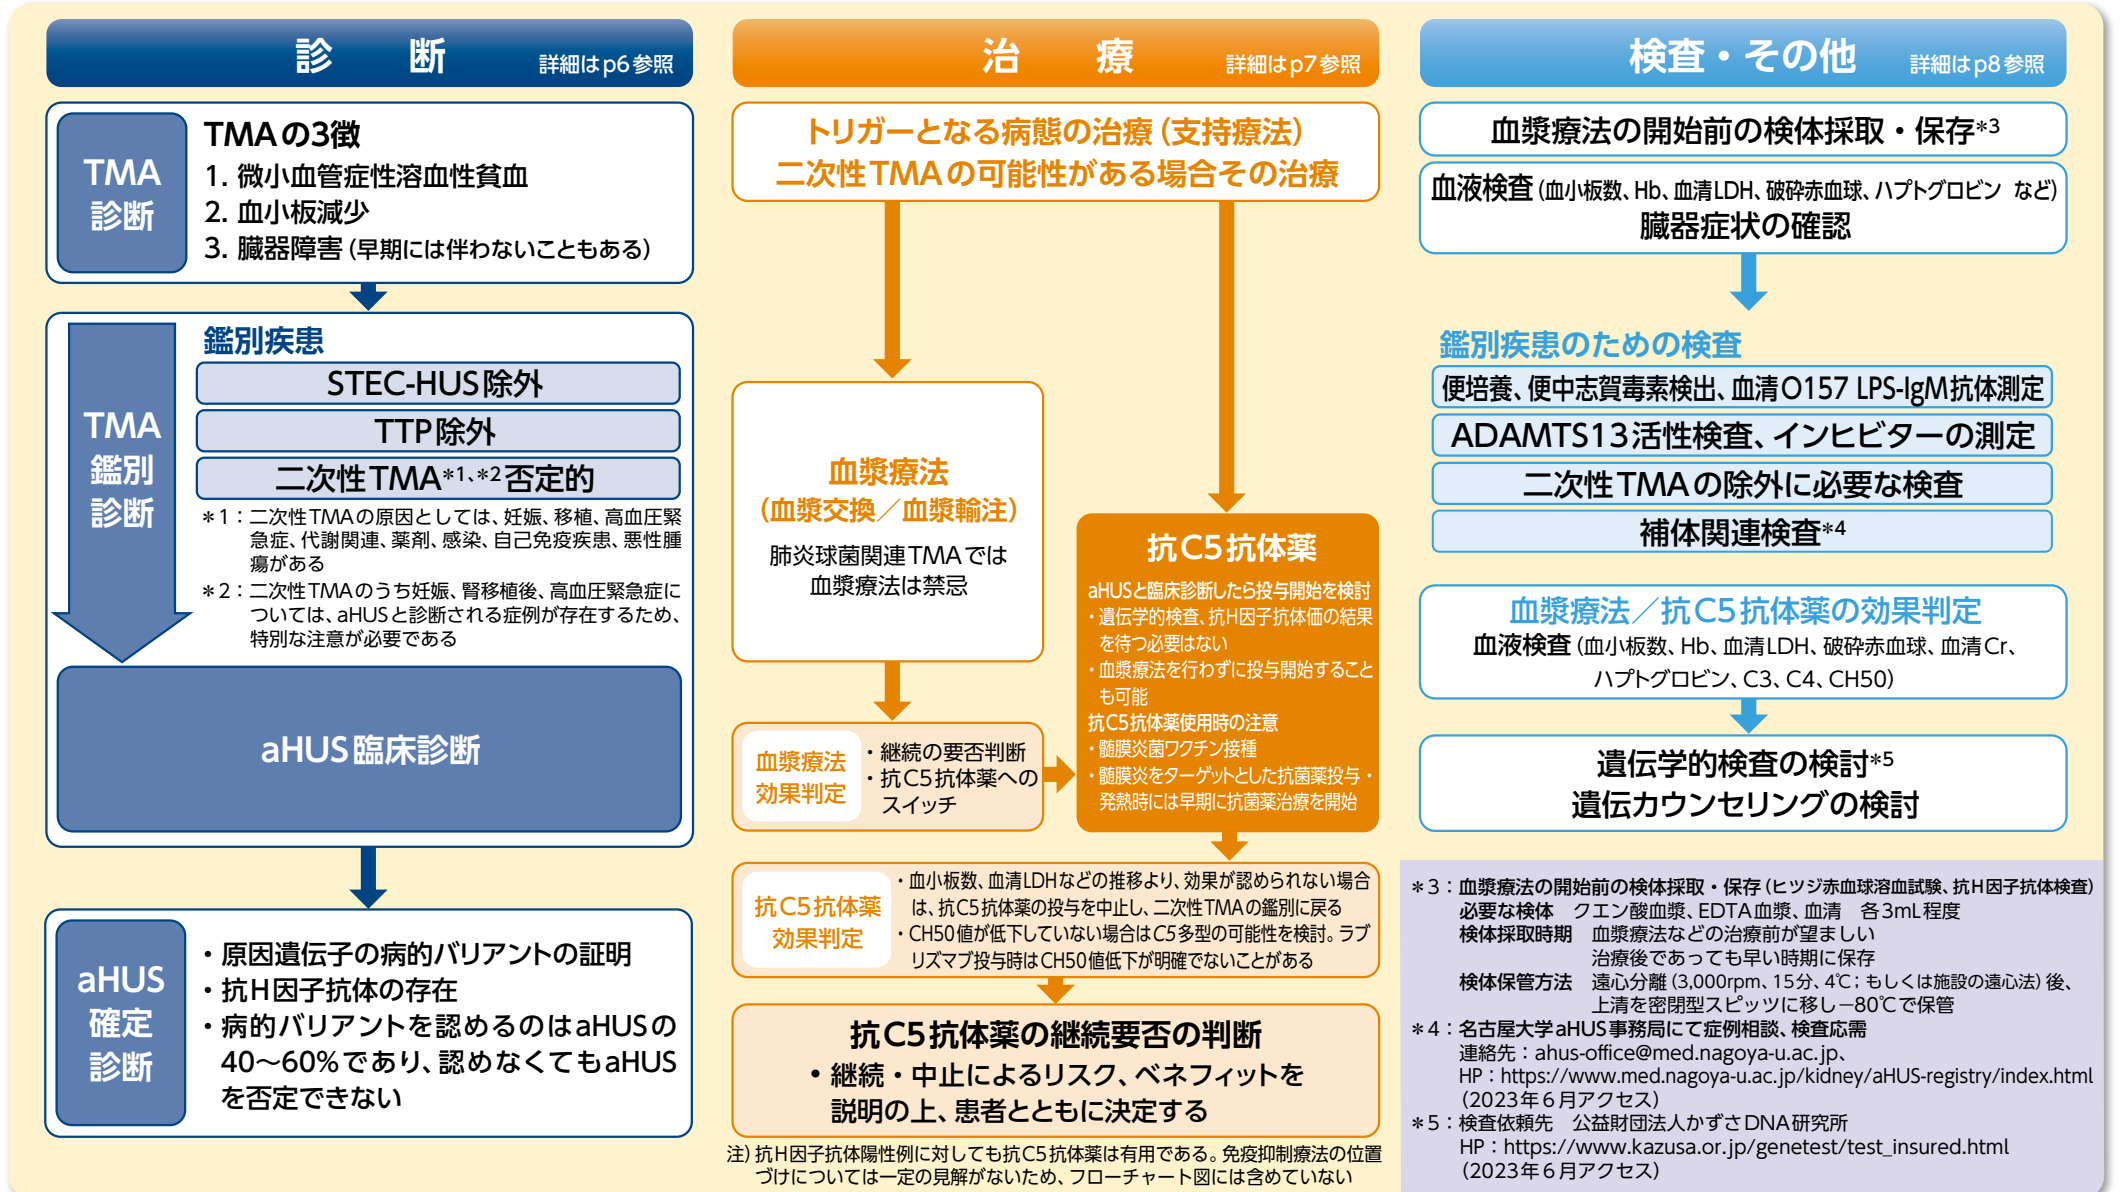 診 断 詳細はp6参照
TMA
診断
TMAの3徴
1. 微小血管症性溶血性貧血
2. 血小板減少
3. 臓器障害（早期には伴わないこともある）
TMA
鑑別
診断
鑑別疾患
STEC-HUS除外
TTP除外
二次性TMA*1、*2否定的
*1：二次性TMAの原因としては、妊娠、移植、高血圧緊
急症、代謝関連、薬剤、感染、自己免疫疾患、悪性腫
瘍がある
*2：二次性TMAのうち妊娠、腎移植後、高血圧緊急症に
ついては、aHUSと診断される症例が存在するため、
特別な注意が必要である
aHUS臨床診断
aHUS
確定
診断
・原因遺伝子の病的バリアントの証明
・抗H因子抗体の存在
・病的バリアントを認めるのはaHUSの
40〜60％であり、認めなくてもaHUS
を否定できない
治 療 詳細はp7参照
トリガーとなる病態の治療（支持療法）
二次性TMAの可能性がある場合その治療
血漿療法
（血漿交換／血漿輸注）
肺炎球菌関連TMAでは
血漿療法は禁忌
血漿療法
効果判定
・継続の要否判断
・抗C5抗体薬への
スイッチ
抗C5抗体薬
aHUSと臨床診断したら投与開始を検討
・遺伝学的検査、抗H因子抗体価の結果
を待つ必要はない
・血漿療法を行わずに投与開始すること
も可能
抗C5抗体薬使用時の注意
・髄膜炎菌ワクチン接種
・髄膜炎をターゲットとした抗菌薬投与・
発熱時には早期に抗菌薬治療を開始
抗C5抗体薬
効果判定
・血小板数、血清LDHなどの推移より、効果が認められない場合
は、抗C5抗体薬の投与を中止し、二次性TMAの鑑別に戻る
・CH50値が低下していない場合はC5多型の可能性を検討。ラブ
リズマブ投与時はCH50値低下が明確でないことがある
抗C5抗体薬の継続要否の判断
・継続・中止によるリスク、ベネフィットを
説明の上、患者とともに決定する
注）抗H因子抗体陽性例に対しても抗C5抗体薬は有用である。免疫抑制療法の位置
づけについては一定の見解がないため、フローチャート図には含めていない
検査・その他 詳細はp8参照
血漿療法の開始前の検体採取・保存*3
血液検査（血小板数、Hb、血清LDH、破砕赤血球、ハプトグロビン など）
臓器症状の確認
鑑別疾患のための検査
便培養、便中志賀毒素検出、血清O157 LPS-IgM抗体測定
ADAMTS13活性検査、インヒビターの測定
二次性TMAの除外に必要な検査
補体関連検査*4
血漿療法／抗C5抗体薬の効果判定
血液検査（血小板数、Hb、血清LDH、破砕赤血球、血清Cr、
ハプトグロビン、C3、C4、CH50）
遺伝学的検査の検討*5
遺伝カウンセリングの検討
*3：血漿療法の開始前の検体採取・保存（ヒツジ赤血球溶血試験、抗H因子抗体検査）
必要な検体 クエン酸血漿、EDTA血漿、血清 各3mL程度
検体採取時期 血漿療法などの治療前が望ましい
治療後であっても早い時期に保存
検体保管方法 遠心分離（3,000rpm、15分、4℃；もしくは施設の遠心法）後、
上清を密閉型スピッツに移し−80℃で保管
*4：名古屋大学aHUS事務局にて症例相談、検査応需
連絡先：ahus-office@med.nagoya-u.ac.jp、
HP：https://www.med.nagoya-u.ac.jp/kidney/aHUS-registry/index.html
（2023年6月アクセス）
*5：検査依頼先 公益財団法人かずさDNA研究所
HP：https://www.kazusa.or.jp/genetest/test_insured.html
（2023年6月アクセス）